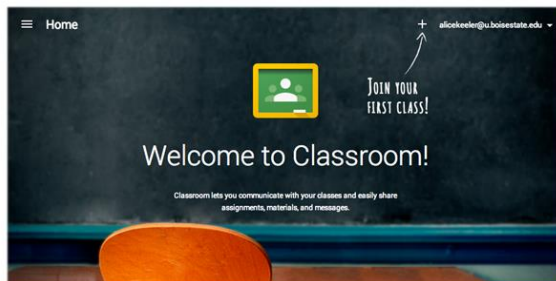 Home
+ alicekeeler@u.boisestate.edu
JOIN YOUR
FIRST CLASS!
Welcome to Classroom!
Classroom lets you communicate with your classes and easily share
assignments, materials, and messages.